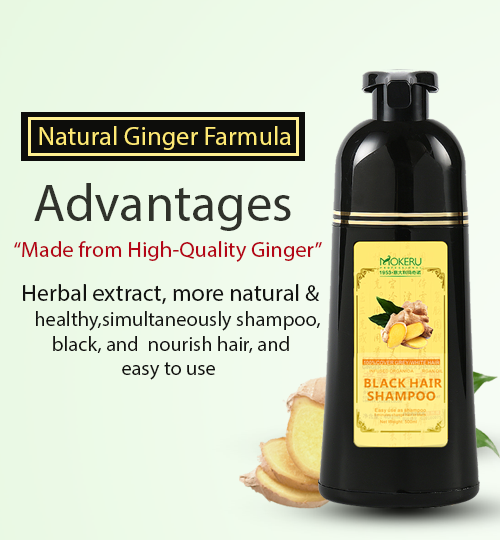 Natural Ginger Farmula
Advantages
“Made from High-Quality Ginger”
Herbal extract, more natural &
healthy,simultaneously shampoo,
black, and nourish hair, and
easy to use
MOKERU
BLACK HAIR
SHAMPOO